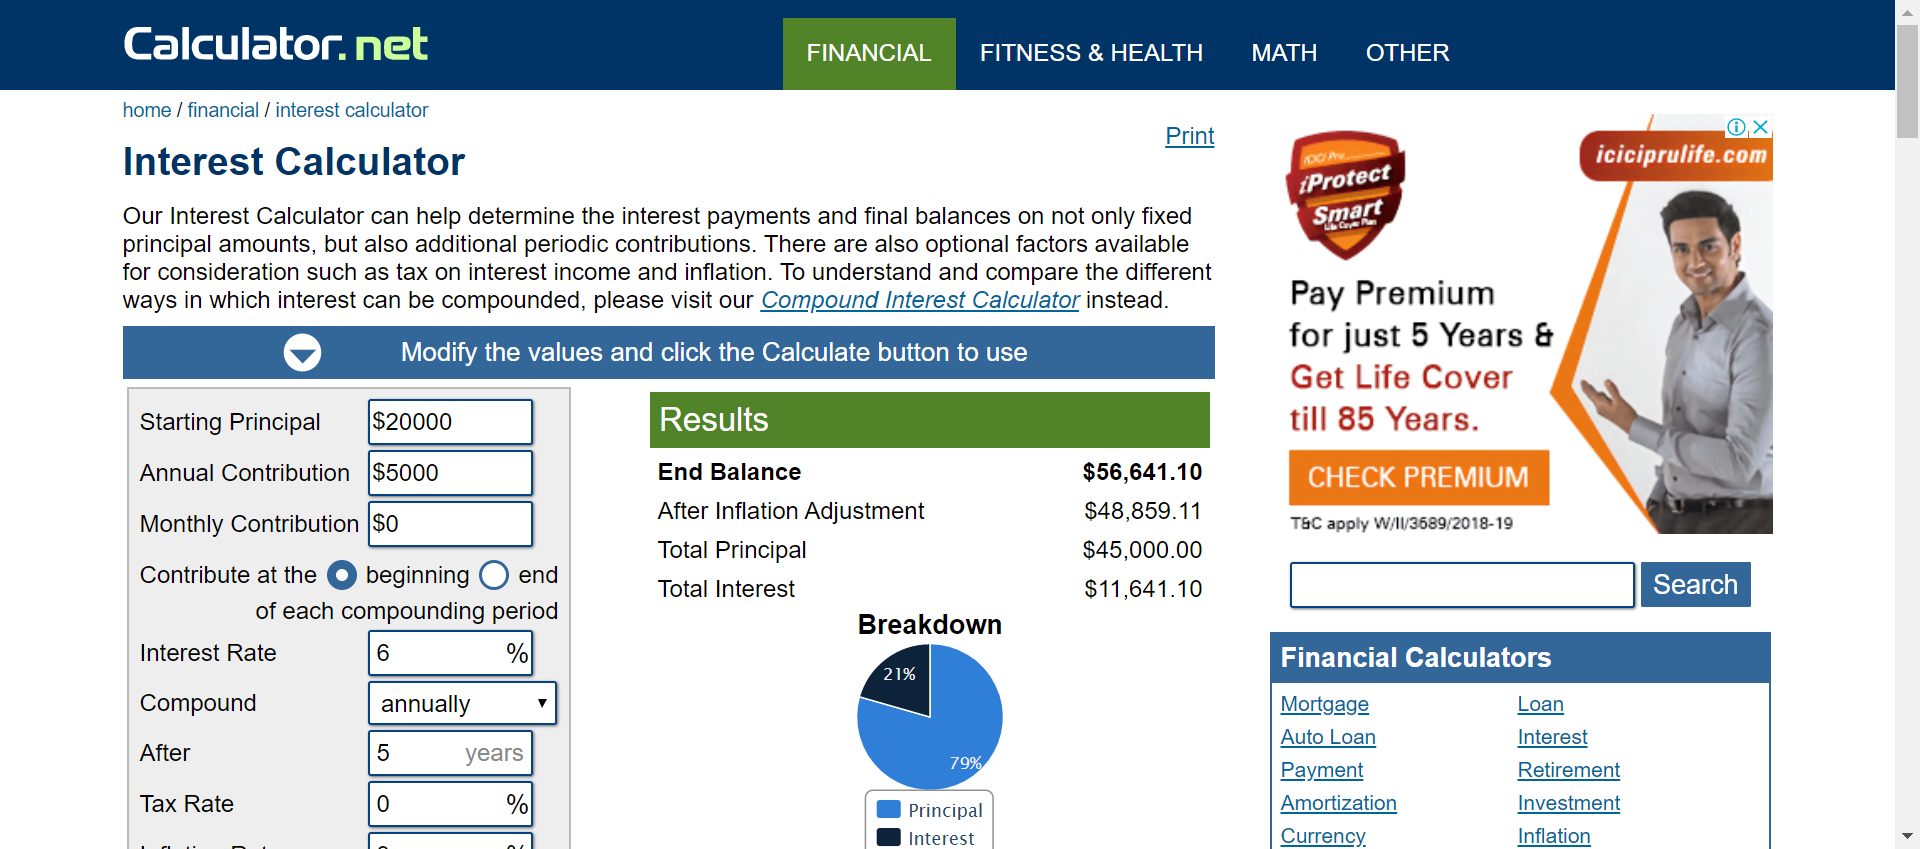 Calculator.net
FINANCIAL FITNESS & HEALTH MATH OTHER
home / financial / interest calculator
Print
Interest Calculator
Our Interest Calculator can help determine the interest payments and final balances on not only fixed
principal amounts, but also additional periodic contributions. There are also optional factors available
for consideration such as tax on interest income and inflation. To understand and compare the different
ways in which interest can be compounded, please visit our Compound Interest Calculator instead.
Modify the values and click the Calculate button to use
Starting Principal $20000
Annual Contribution $5000
Monthly Contribution $0
Contribute at the beginning end
of each compounding period
Interest Rate 6 %
Compound annually
After 5 years
Tax Rate 0 %
Results
End Balance $56,641.10
After Inflation Adjustment $48,859.11
Total Principal $45,000.00
Total Interest $11,641.10
Breakdown
21%
79%
Principal
Interest
iciciprulife.com
ICICI Pru
iProtect
Smart
Life Cover Plan
Pay Premium
for just 5 Years &
Get Life Cover
till 85 Years.
CHECK PREMIUM
T&C apply W/II/3689/2018-19
Search
Financial Calculators
Mortgage Loan
Auto Loan Interest
Payment Retirement
Amortization Investment
Currency Inflation